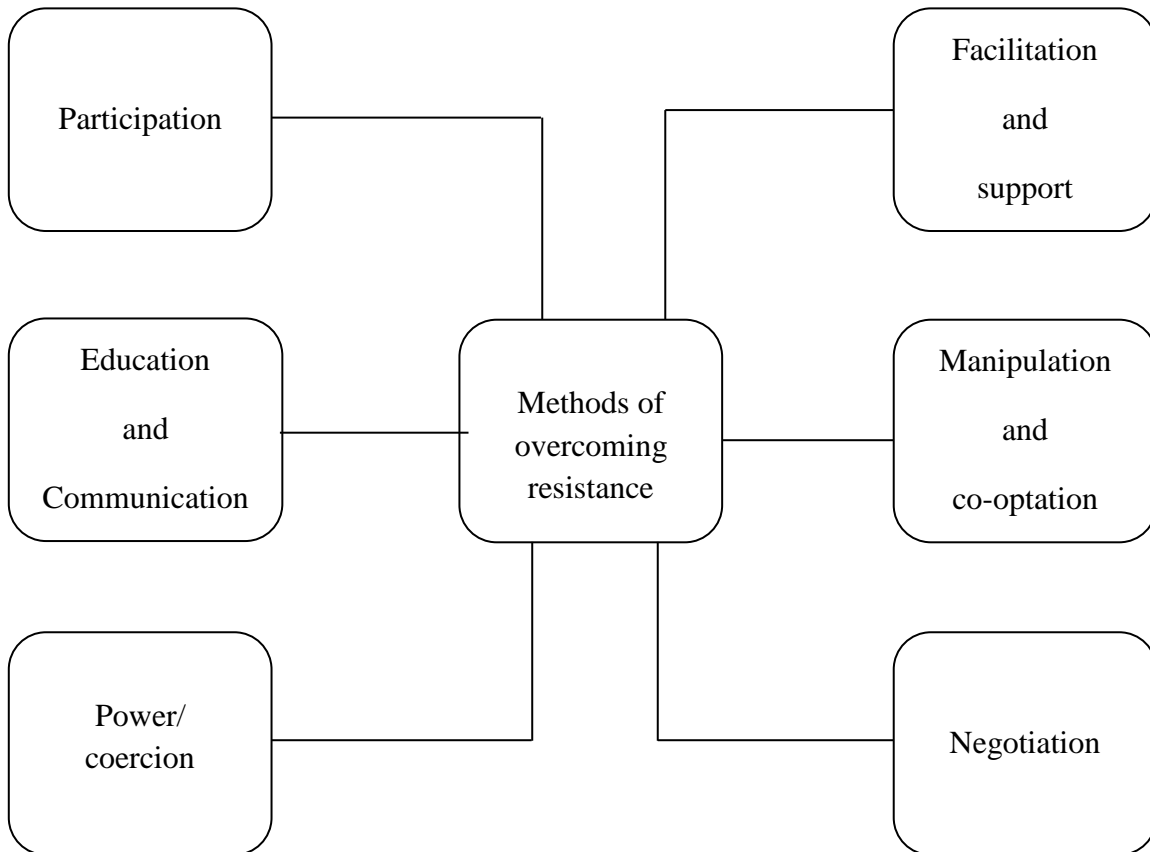 Participation
Facilitation
and
support
Education
and
Communication
Methods of
overcoming
resistance
Manipulation
and
co-optation
Power/
coercion
Negotiation